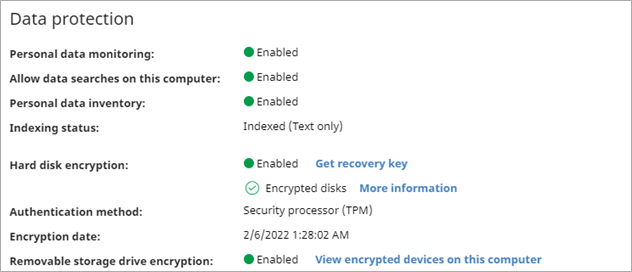 Data protection
Personal data monitoring: Enabled
Allow data searches on this computer: Enabled
Personal data inventory: Enabled
Indexing status: Indexed (Text only)
Hard disk encryption: Enabled Get recovery key
Encrypted disks More information
Authentication method: Security processor (TPM)
Encryption date: 2/6/2022 1:28:02 AM
Removable storage drive encryption: Enabled View encrypted devices on this computer